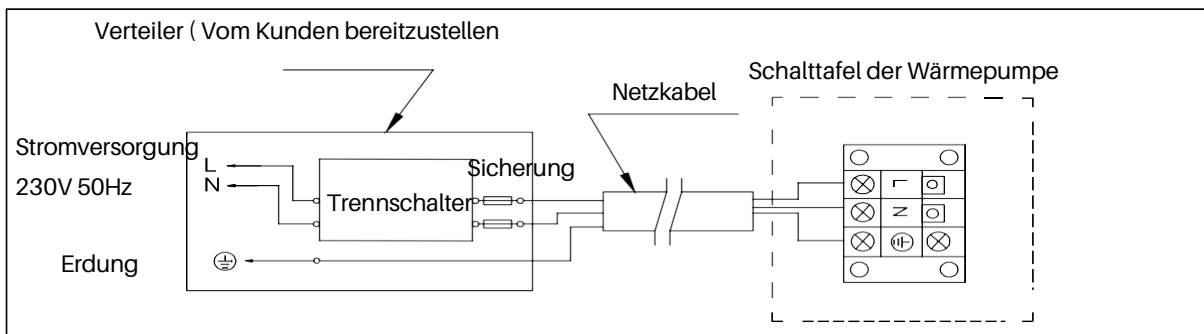 Verteiler ( Vom Kunden bereitzustellen
Schalttafel der Wärmepumpe
Netzkabel
Stromversorgung
230V 50Hz
L
N
Sicherung
Trennschalter
Erdung
L
N